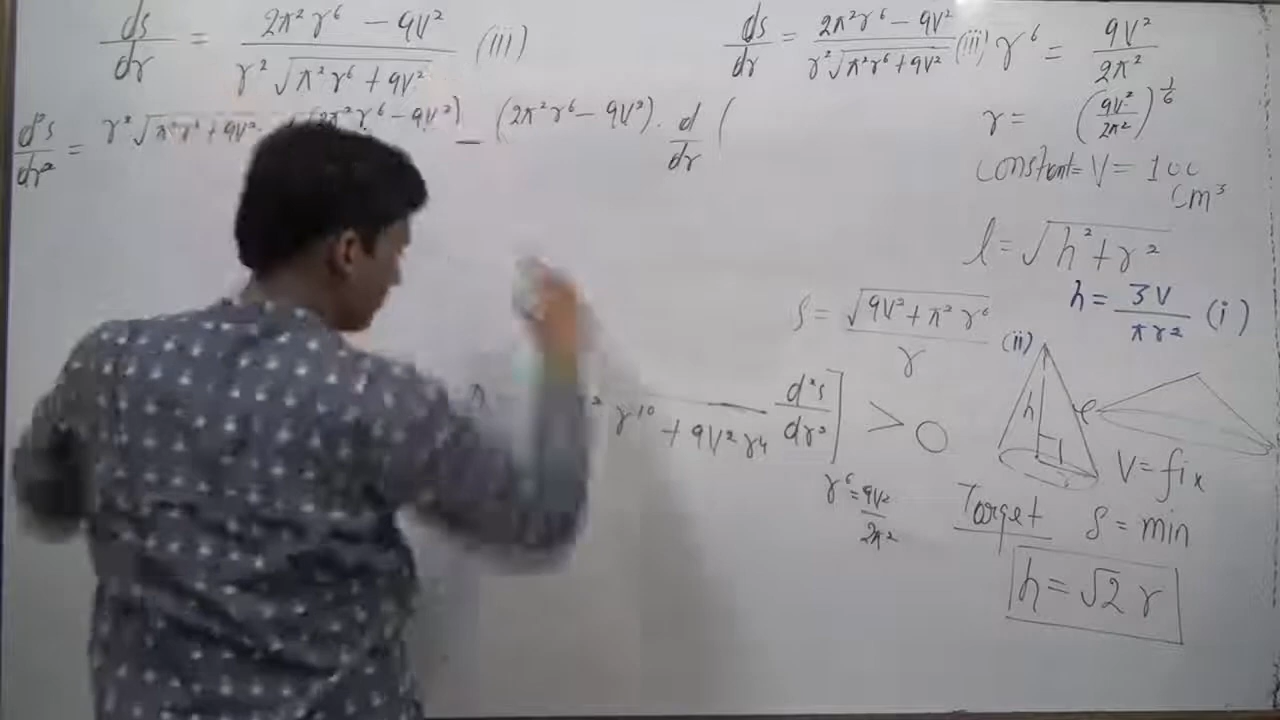 ds/dr = (2π²r⁶ − 9V²) / (r²√(π²r⁶ + 9V²)) (iii)
d²s/dr² = r²√(π²r⁶ + 9V²) (2π²r⁶ − 9V²) − (2π²r⁶ − 9V²) · d/dr (
ds/dr = (2π²r⁶ − 9V²) / (r²√(π²r⁶ + 9V²)) (iii)
r⁶ = 9V² / 2π²
r = (9V² / 2π²)^(1/6)
constant = V = 100 cm³
l = √(h² + r²)
h = 3V / πr² (i)
S = √(9V² + π²r⁶) / r (ii)
r¹⁰ + 9V²r⁴
d²s/dr² ] > 0
r⁶ = 9V² / 2π²
h
l
V = fix
Target S = min
h = √2 r